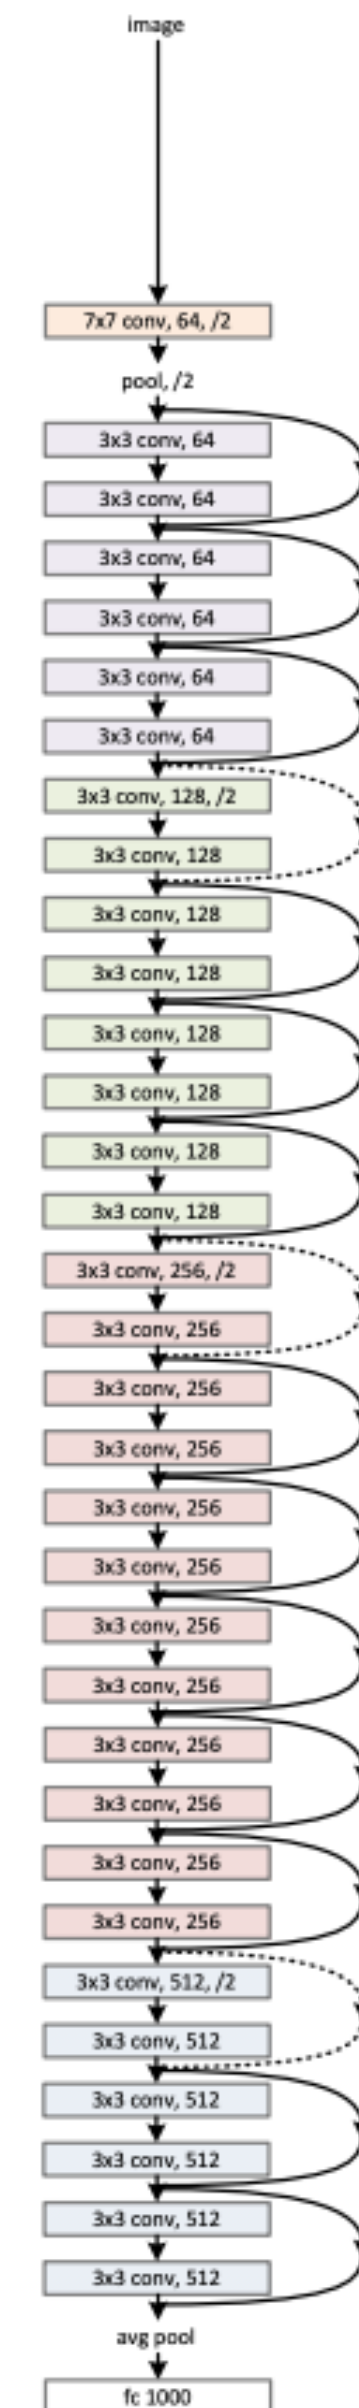 image
7x7 conv, 64, /2
pool, /2
3x3 conv, 64
3x3 conv, 64
3x3 conv, 64
3x3 conv, 64
3x3 conv, 64
3x3 conv, 64
3x3 conv, 128, /2
3x3 conv, 128
3x3 conv, 128
3x3 conv, 128
3x3 conv, 128
3x3 conv, 128
3x3 conv, 128
3x3 conv, 128
3x3 conv, 256, /2
3x3 conv, 256
3x3 conv, 256
3x3 conv, 256
3x3 conv, 256
3x3 conv, 256
3x3 conv, 256
3x3 conv, 256
3x3 conv, 256
3x3 conv, 256
3x3 conv, 256
3x3 conv, 256
3x3 conv, 512, /2
3x3 conv, 512
3x3 conv, 512
3x3 conv, 512
3x3 conv, 512
3x3 conv, 512
avg pool
fc 1000